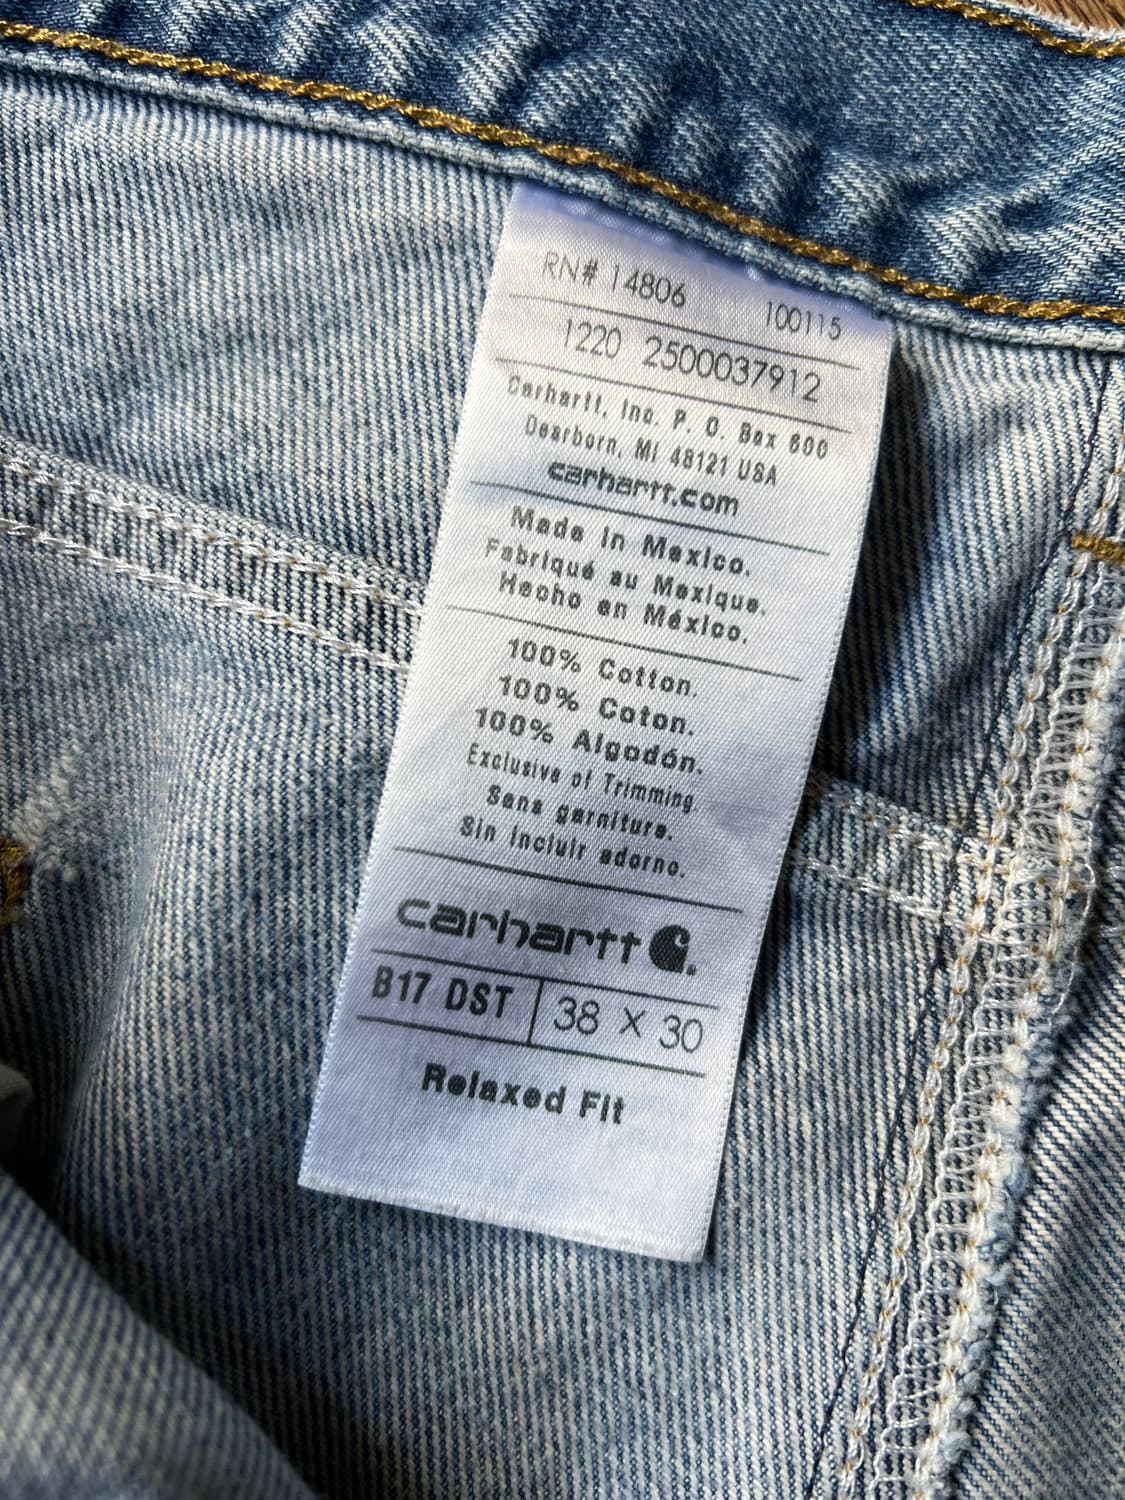 RN# 14806 100115
1220 2500037912
Carhartt, Inc. P. O. Box 600
Dearborn, MI 48121 USA
carhartt.com
Made in Mexico.
Fabriqué au Mexique.
Hecho en México.
100% Cotton.
100% Coton.
100% Algodón.
Exclusive of Trimming
Sans garniture.
Sin incluir adorno.
carhartt
B17 DST 38 X 30
Relaxed Fit